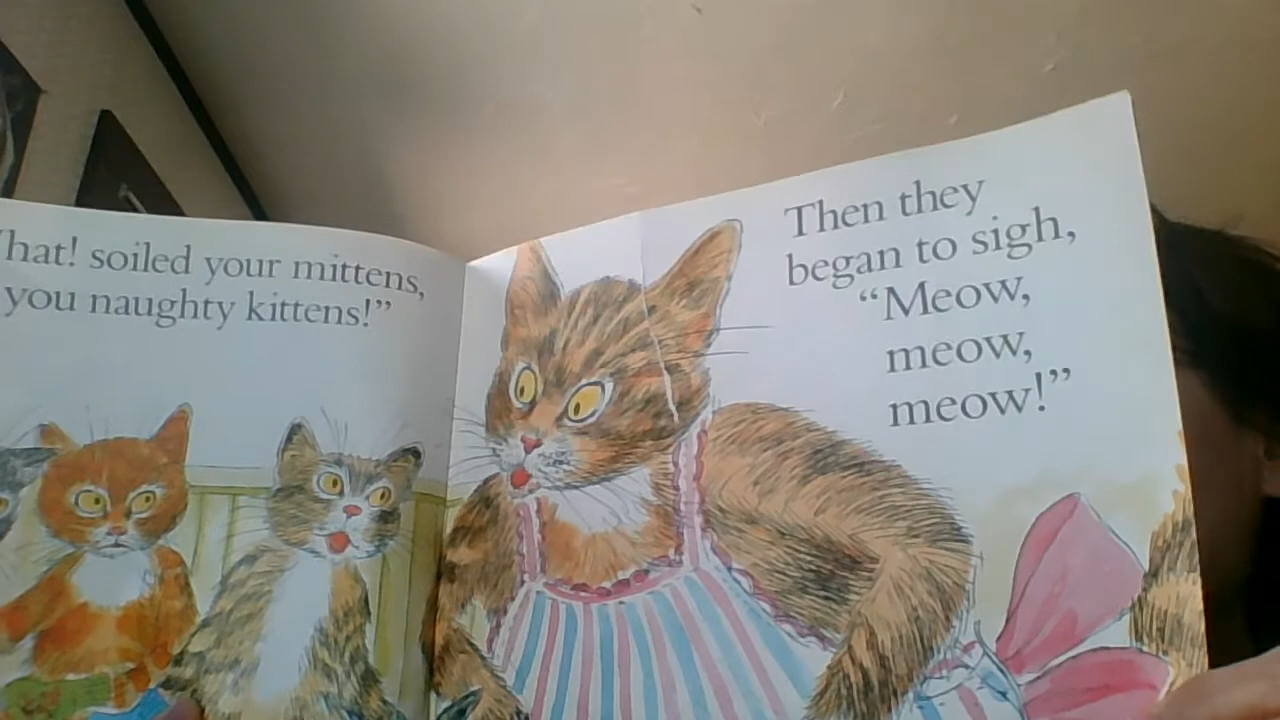 hat! soiled your mittens,
you naughty kittens!”
Then they
began to sigh,
“Meow,
meow,
meow!”